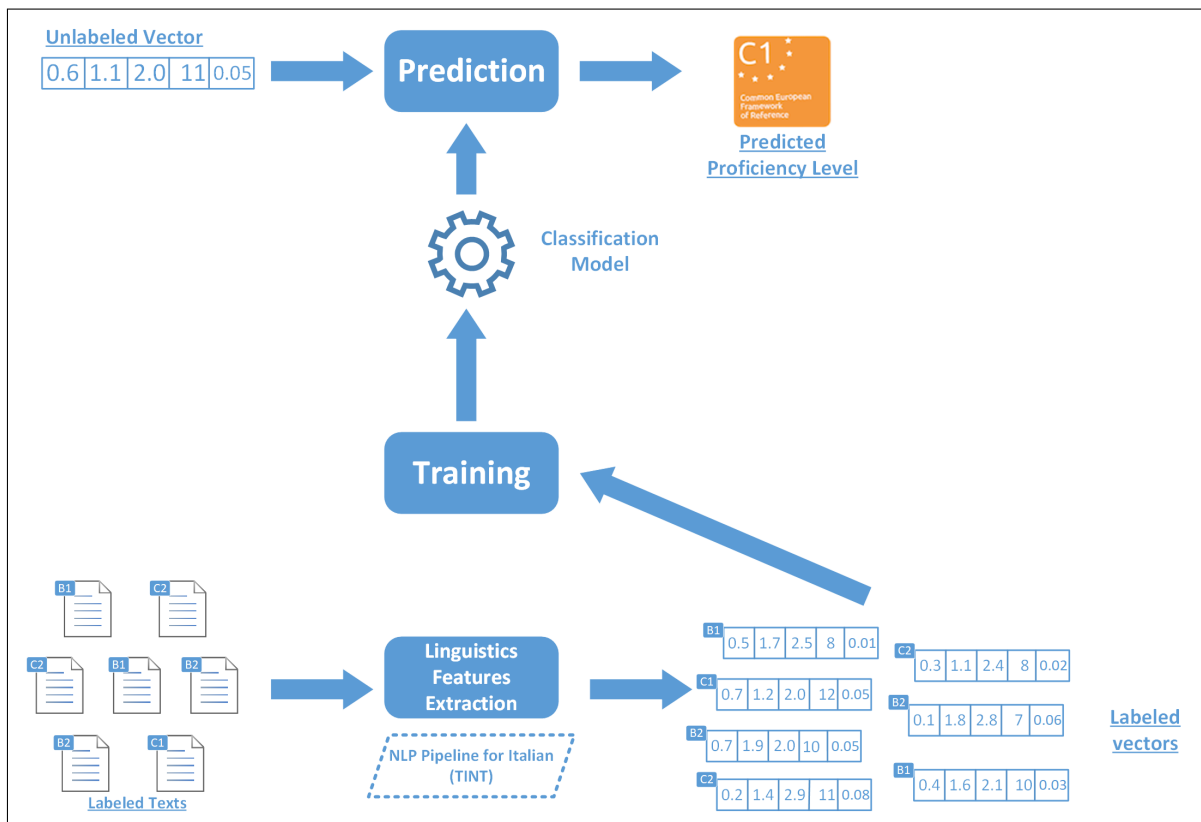 Unlabeled Vector
0.6 1.1 2.0 11 0.05
Prediction
C1
Common European
Framework
of Reference
Predicted
Proficiency Level
Classification
Model
Training
B1
C2
C2
B1
B2
B2
C1
Labeled Texts
Linguistics
Features
Extraction
NLP Pipeline for Italian
(TINT)
B1
0.5 1.7 2.5 8 0.01
C1
0.7 1.2 2.0 12 0.05
B2
0.7 1.9 2.0 10 0.05
C2
0.2 1.4 2.9 11 0.08
C2
0.3 1.1 2.4 8 0.02
B2
0.1 1.8 2.8 7 0.06
B1
0.4 1.6 2.1 10 0.03
Labeled
vectors